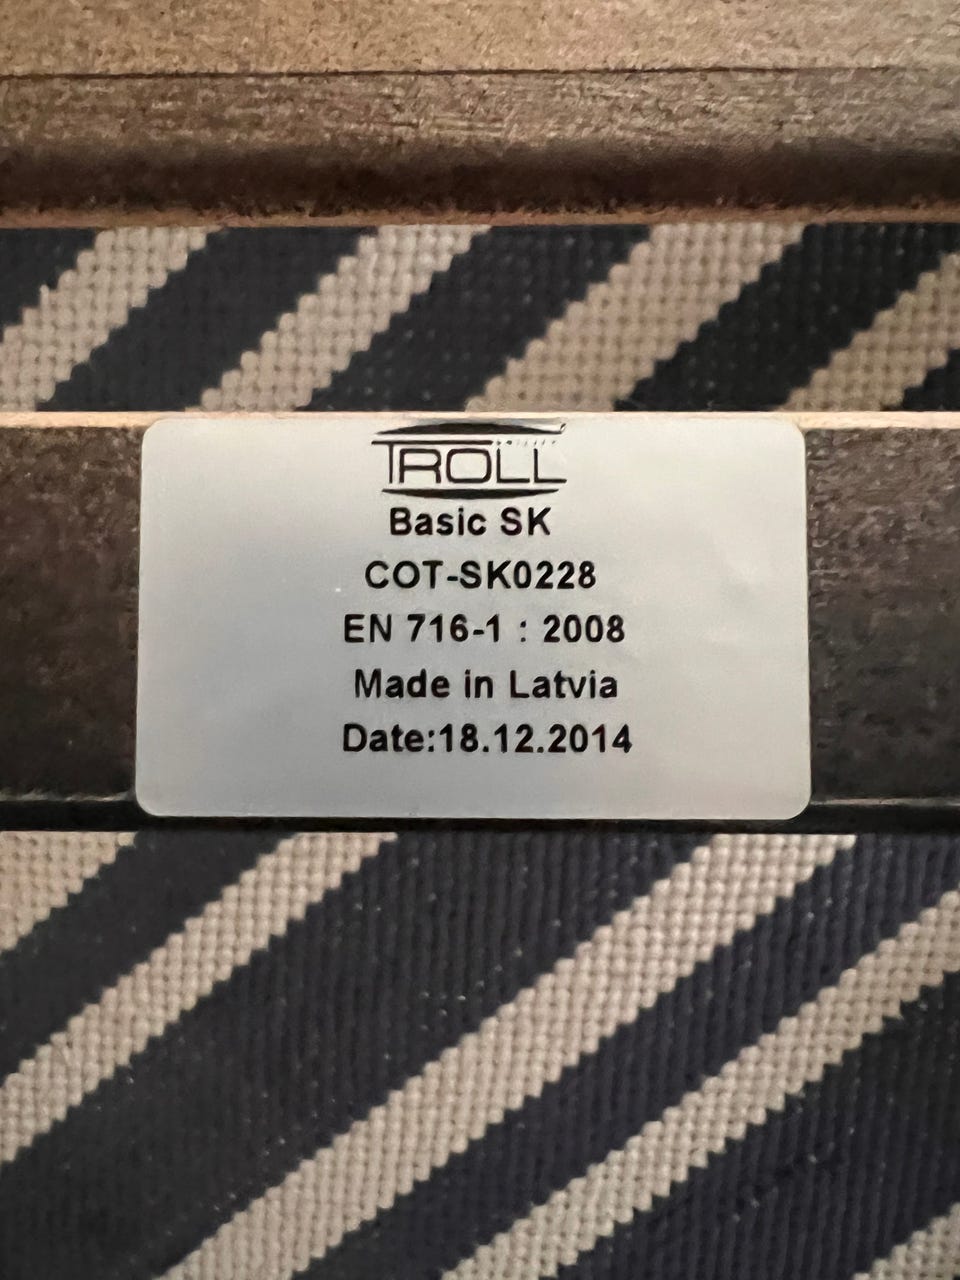 TROLL
Basic SK
COT-SK0228
EN 716-1 : 2008
Made in Latvia
Date:18.12.2014